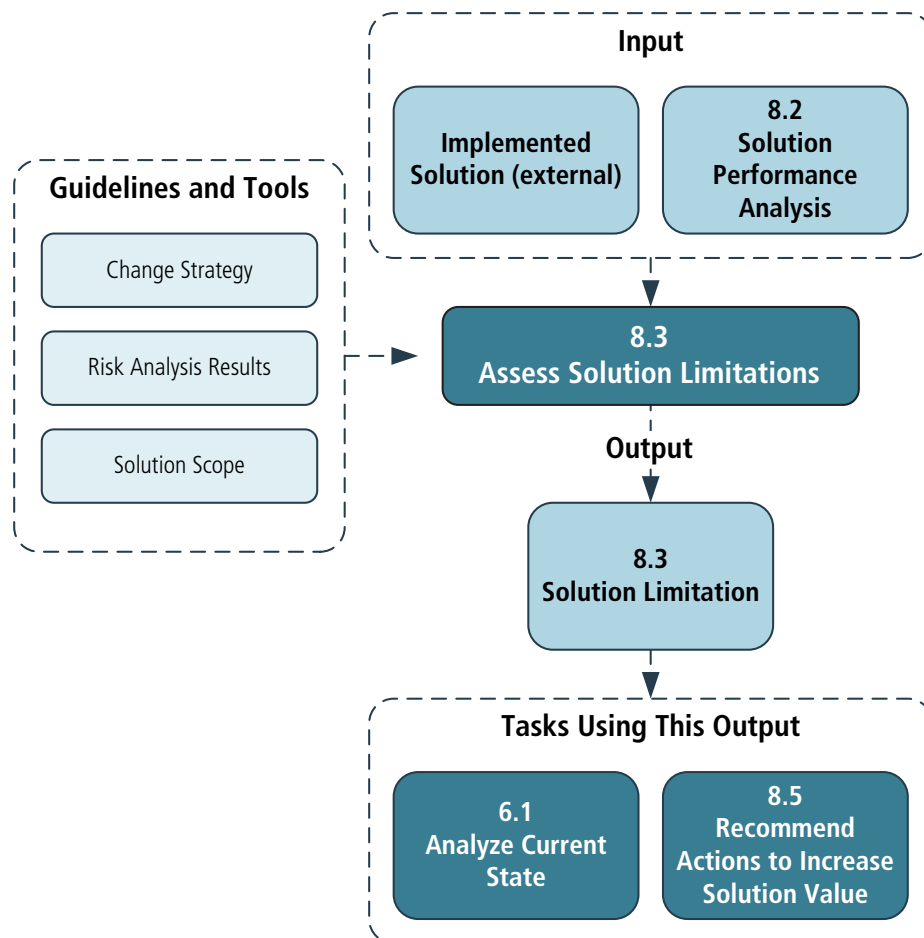 Input
Implemented
Solution (external)
8.2
Solution
Performance
Analysis
Guidelines and Tools
Change Strategy
Risk Analysis Results
Solution Scope
8.3
Assess Solution Limitations
Output
8.3
Solution Limitation
Tasks Using This Output
6.1
Analyze Current
State
8.5
Recommend
Actions to Increase
Solution Value